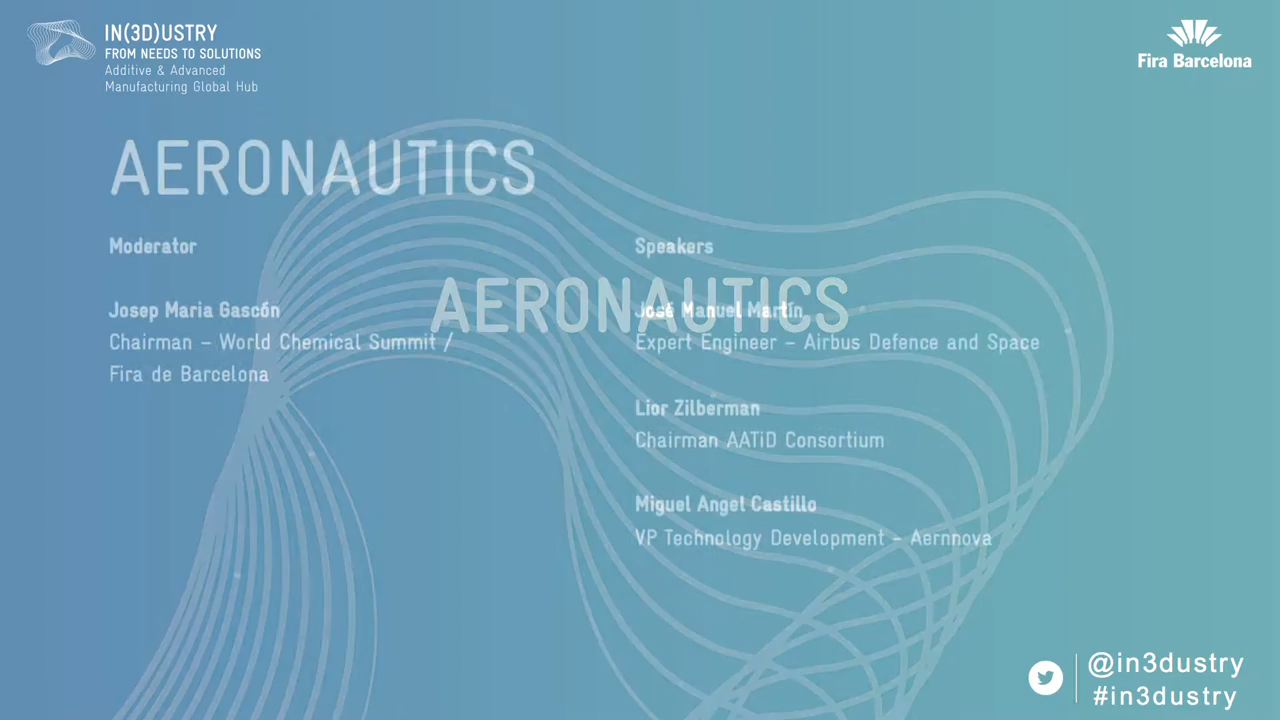 IN(3D)USTRY
FROM NEEDS TO SOLUTIONS
Additive & Advanced
Manufacturing Global Hub
Fira Barcelona
AERONAUTICS
Moderator
Josep Maria Gascón
Chairman – World Chemical Summit /
Fira de Barcelona
AERONAUTICS
Speakers
José Manuel Martín
Expert Engineer – Airbus Defence and Space
Lior Zilberman
Chairman AATiD Consortium
Miguel Angel Castillo
VP Technology Development – Aernnova
@in3dustry
#in3dustry